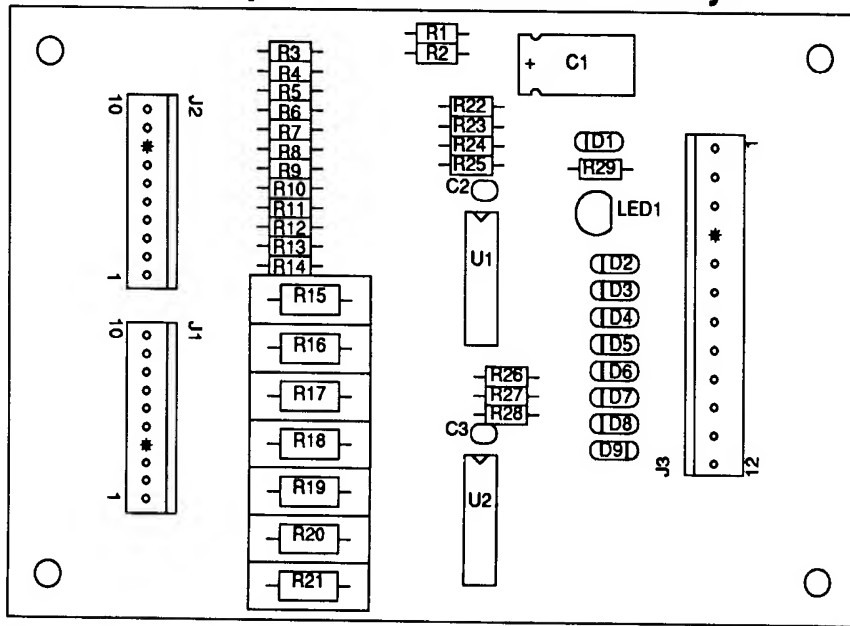 R1
R2
C1
+
R3
R4
R5
R6
R7
R8
R9
R10
R11
R12
R13
R14
R15
R16
R17
R18
R19
R20
R21
J2
10
1
J1
10
1
R22
R23
R24
R25
C2
U1
R26
R27
R28
C3
U2
D1
R29
LED1
D2
D3
D4
D5
D6
D7
D8
D9
1
J3
12